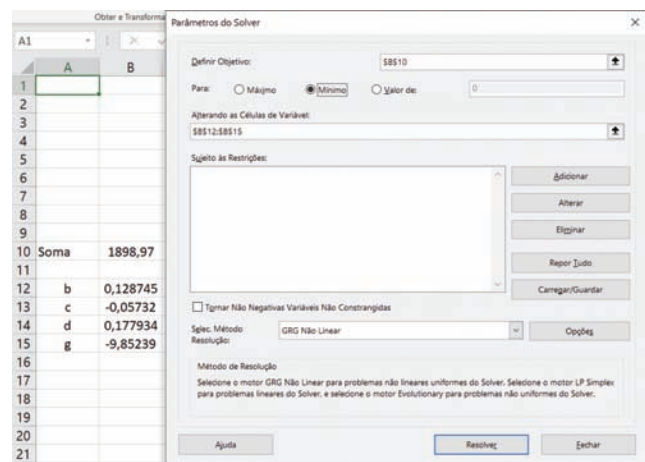 Obter e Transforma
A1
A B
1
2
3
4
5
6
7
8
9
10 Soma 1898,97
11
12 b 0,128745
13 c -0,05732
14 d 0,177934
15 g -9,85239
16
17
18
19
20
21
Parâmetros do Solver
Definir Objetivo: $B$10
Para: Máximo Mínimo Valor de: 0
Alterando as Células de Variável:
$B$12:$B$15
Sujeito às Restrições:
Adicionar
Alterar
Eliminar
Repor Tudo
Carregar/Guardar
Tornar Não Negativas Variáveis Não Constrangidas
Selec. Método Resolução: GRG Não Linear Opções
Método de Resolução
Selecione o motor GRG Não Linear para problemas não lineares uniformes do Solver. Selecione o motor LP Simplex
para problemas lineares do Solver, e selecione o motor Evolutionary para problemas não uniformes do Solver.
Ajuda Resolver Fechar